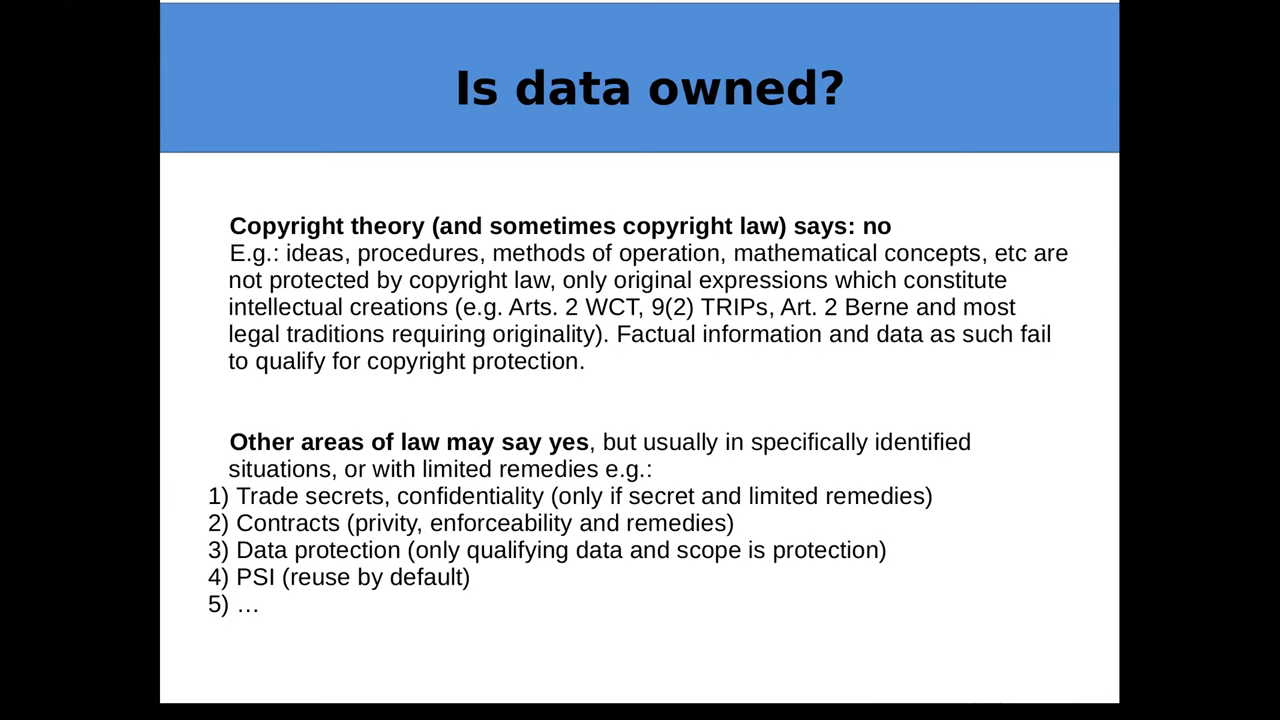 Is data owned?
Copyright theory (and sometimes copyright law) says: no
E.g.: ideas, procedures, methods of operation, mathematical concepts, etc are
not protected by copyright law, only original expressions which constitute
intellectual creations (e.g. Arts. 2 WCT, 9(2) TRIPs, Art. 2 Berne and most
legal traditions requiring originality). Factual information and data as such fail
to qualify for copyright protection.
Other areas of law may say yes, but usually in specifically identified
situations, or with limited remedies e.g.:
1) Trade secrets, confidentiality (only if secret and limited remedies)
2) Contracts (privity, enforceability and remedies)
3) Data protection (only qualifying data and scope is protection)
4) PSI (reuse by default)
5) …